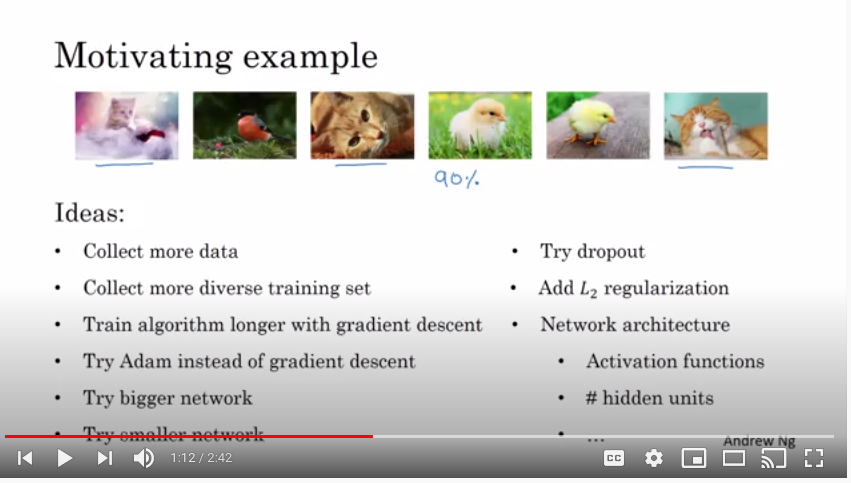 Motivating example
90%
Ideas:
• Collect more data
• Collect more diverse training set
• Train algorithm longer with gradient descent
• Try Adam instead of gradient descent
• Try bigger network
• Try smaller network
• Try dropout
• Add L₂ regularization
• Network architecture
• Activation functions
• # hidden units
• ...
Andrew Ng
1:12 / 2:42
CC